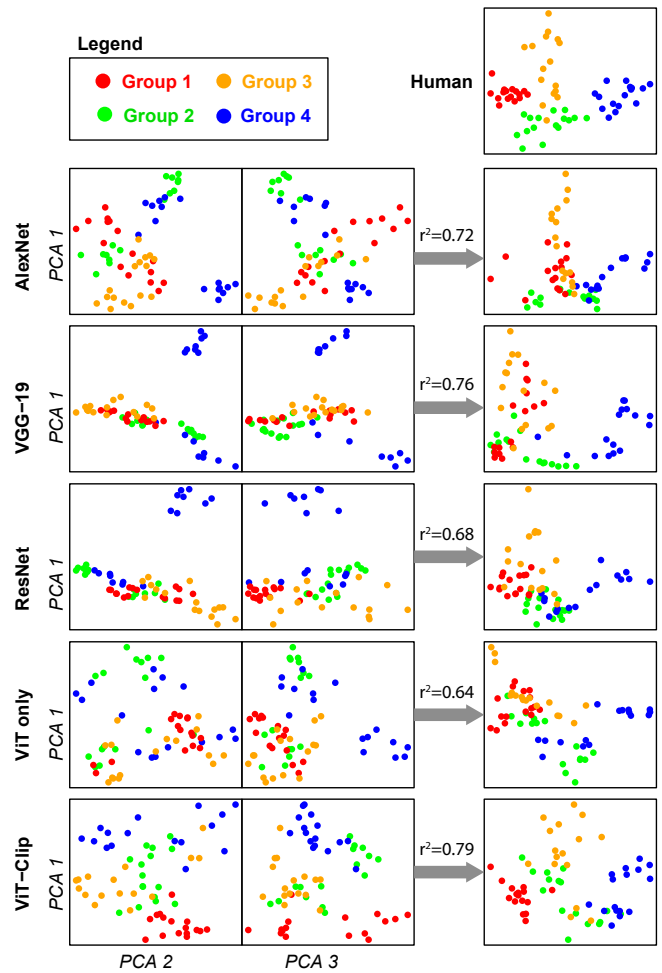 Legend
Group 1
Group 3
Group 2
Group 4
Human
AlexNet
PCA 1
r²=0.72
VGG−19
PCA 1
r²=0.76
ResNet
PCA 1
r²=0.68
ViT only
PCA 1
r²=0.64
ViT−Clip
PCA 1
r²=0.79
PCA 2
PCA 3